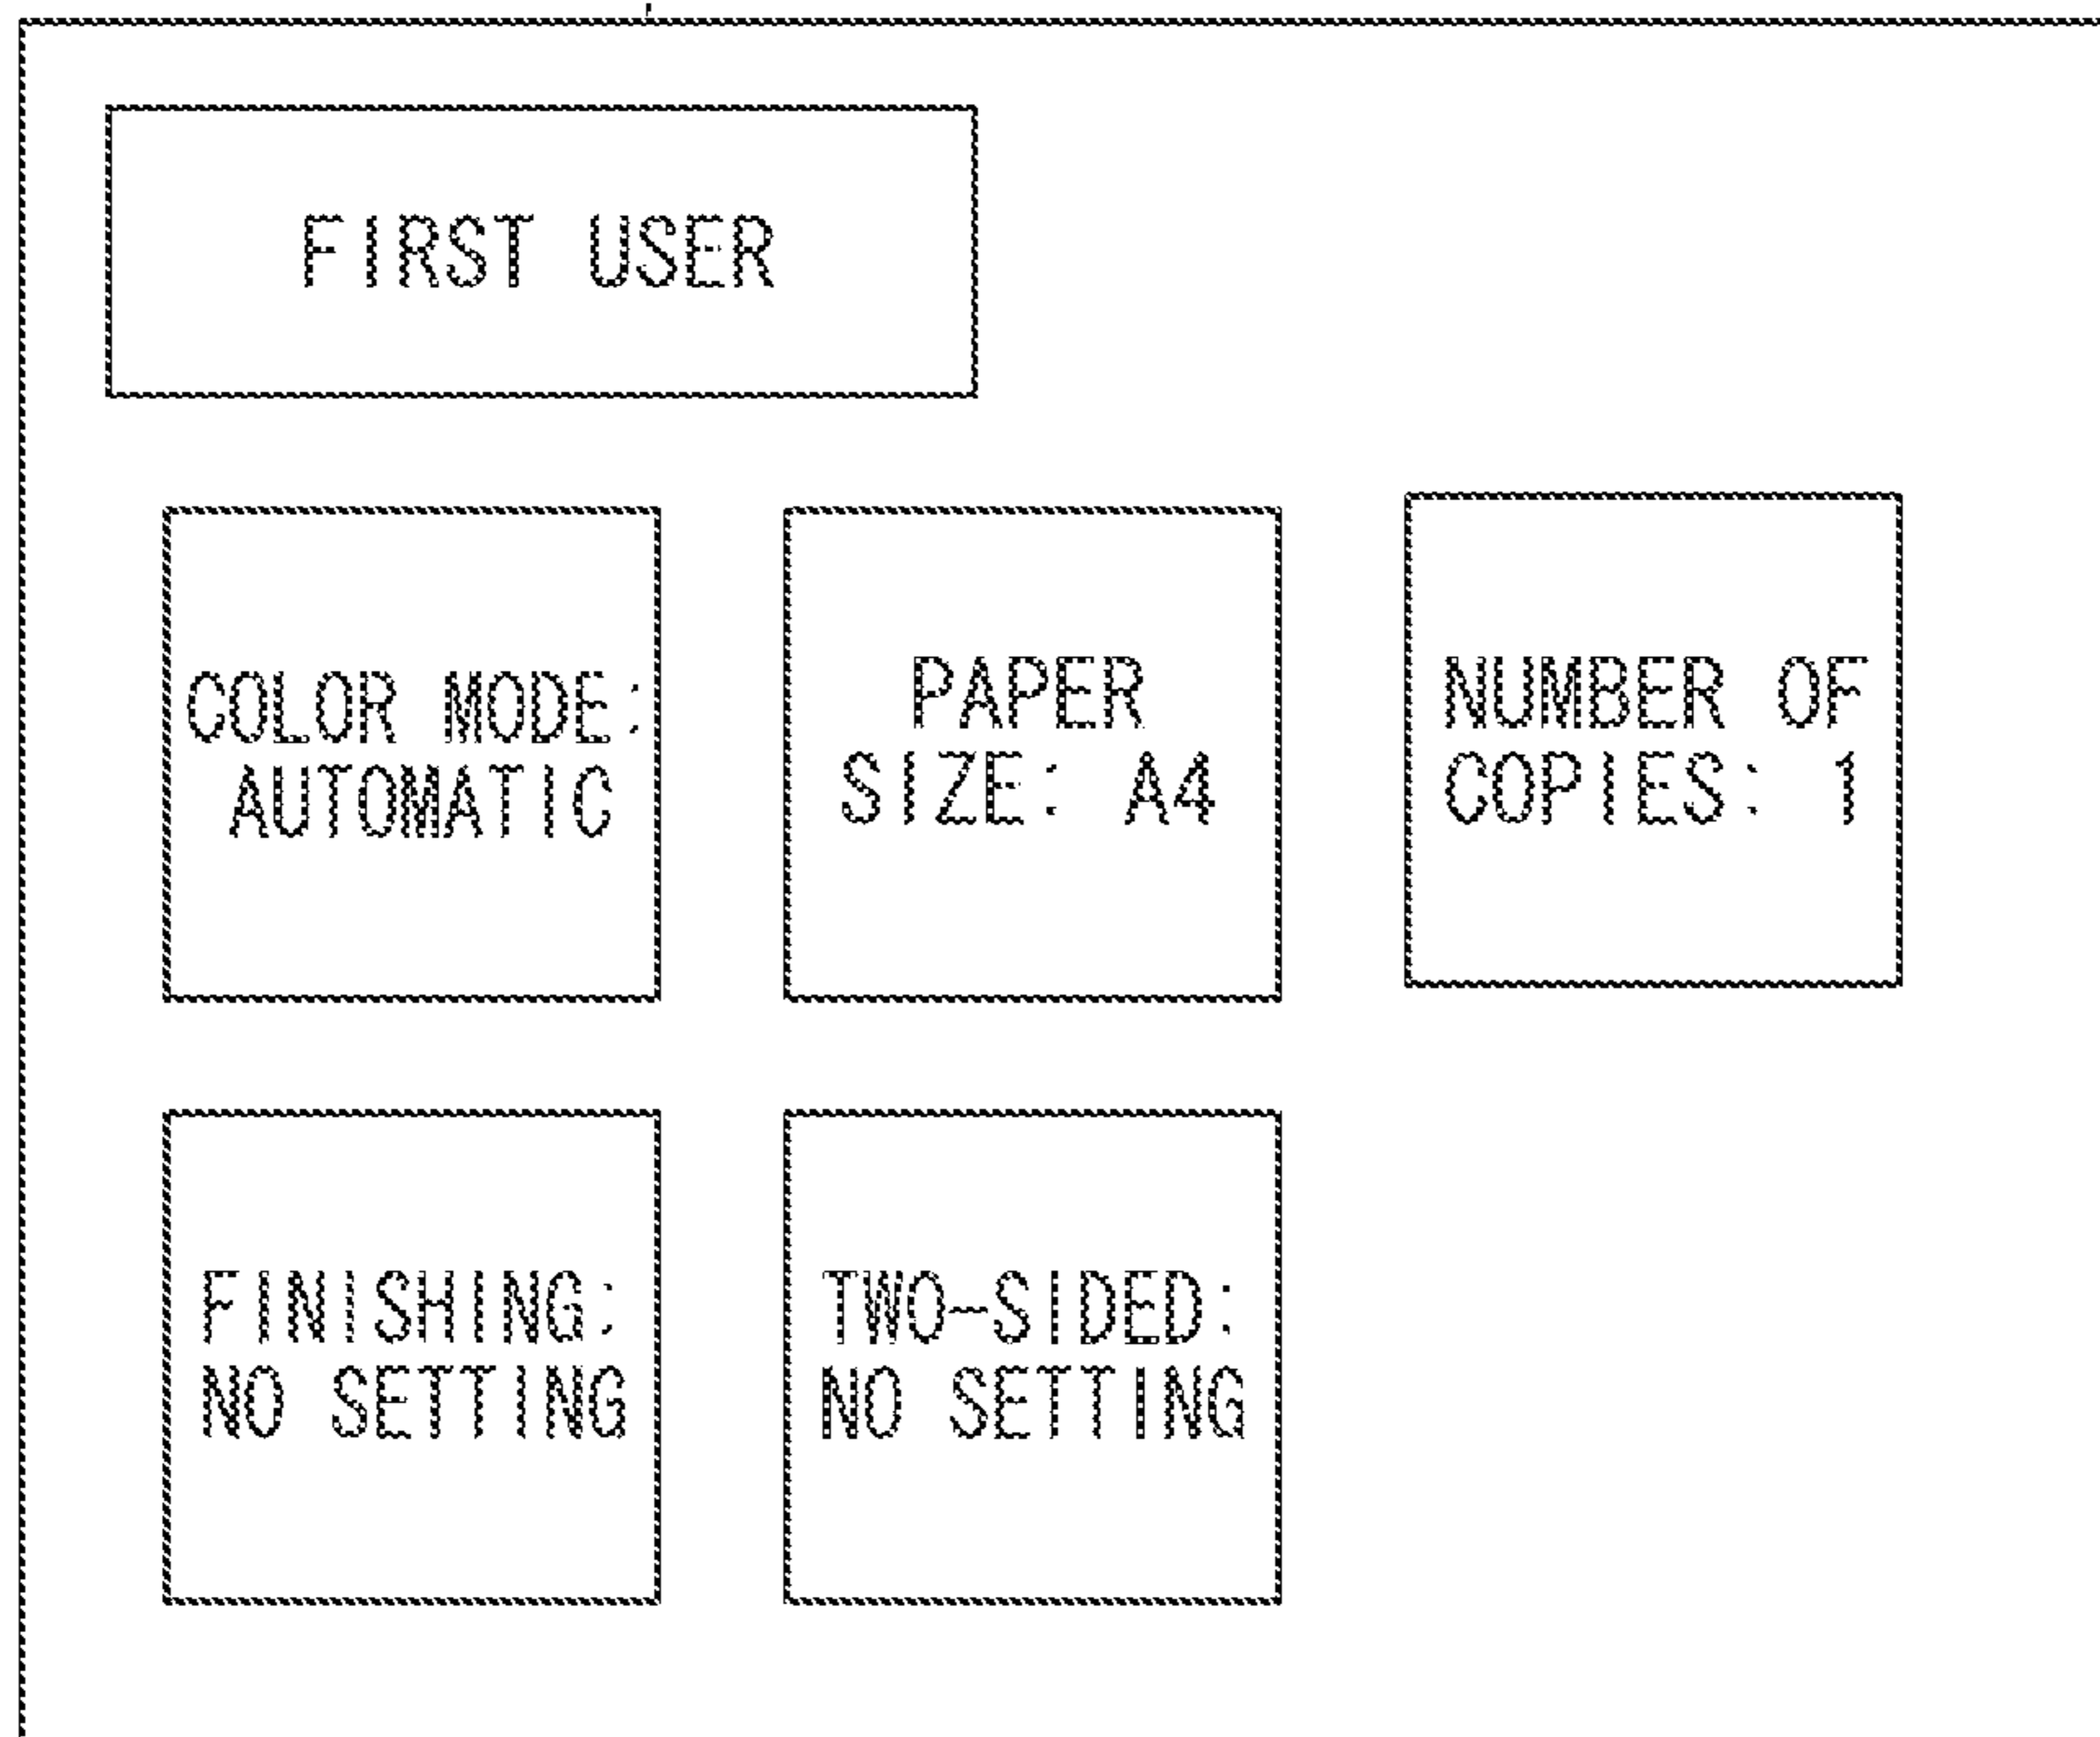 FIRST USER
COLOR MODE:
AUTOMATIC
PAPER
SIZE: A4
NUMBER OF
COPIES: 1
FINISHING:
NO SETTING
TWO-SIDED:
NO SETTING